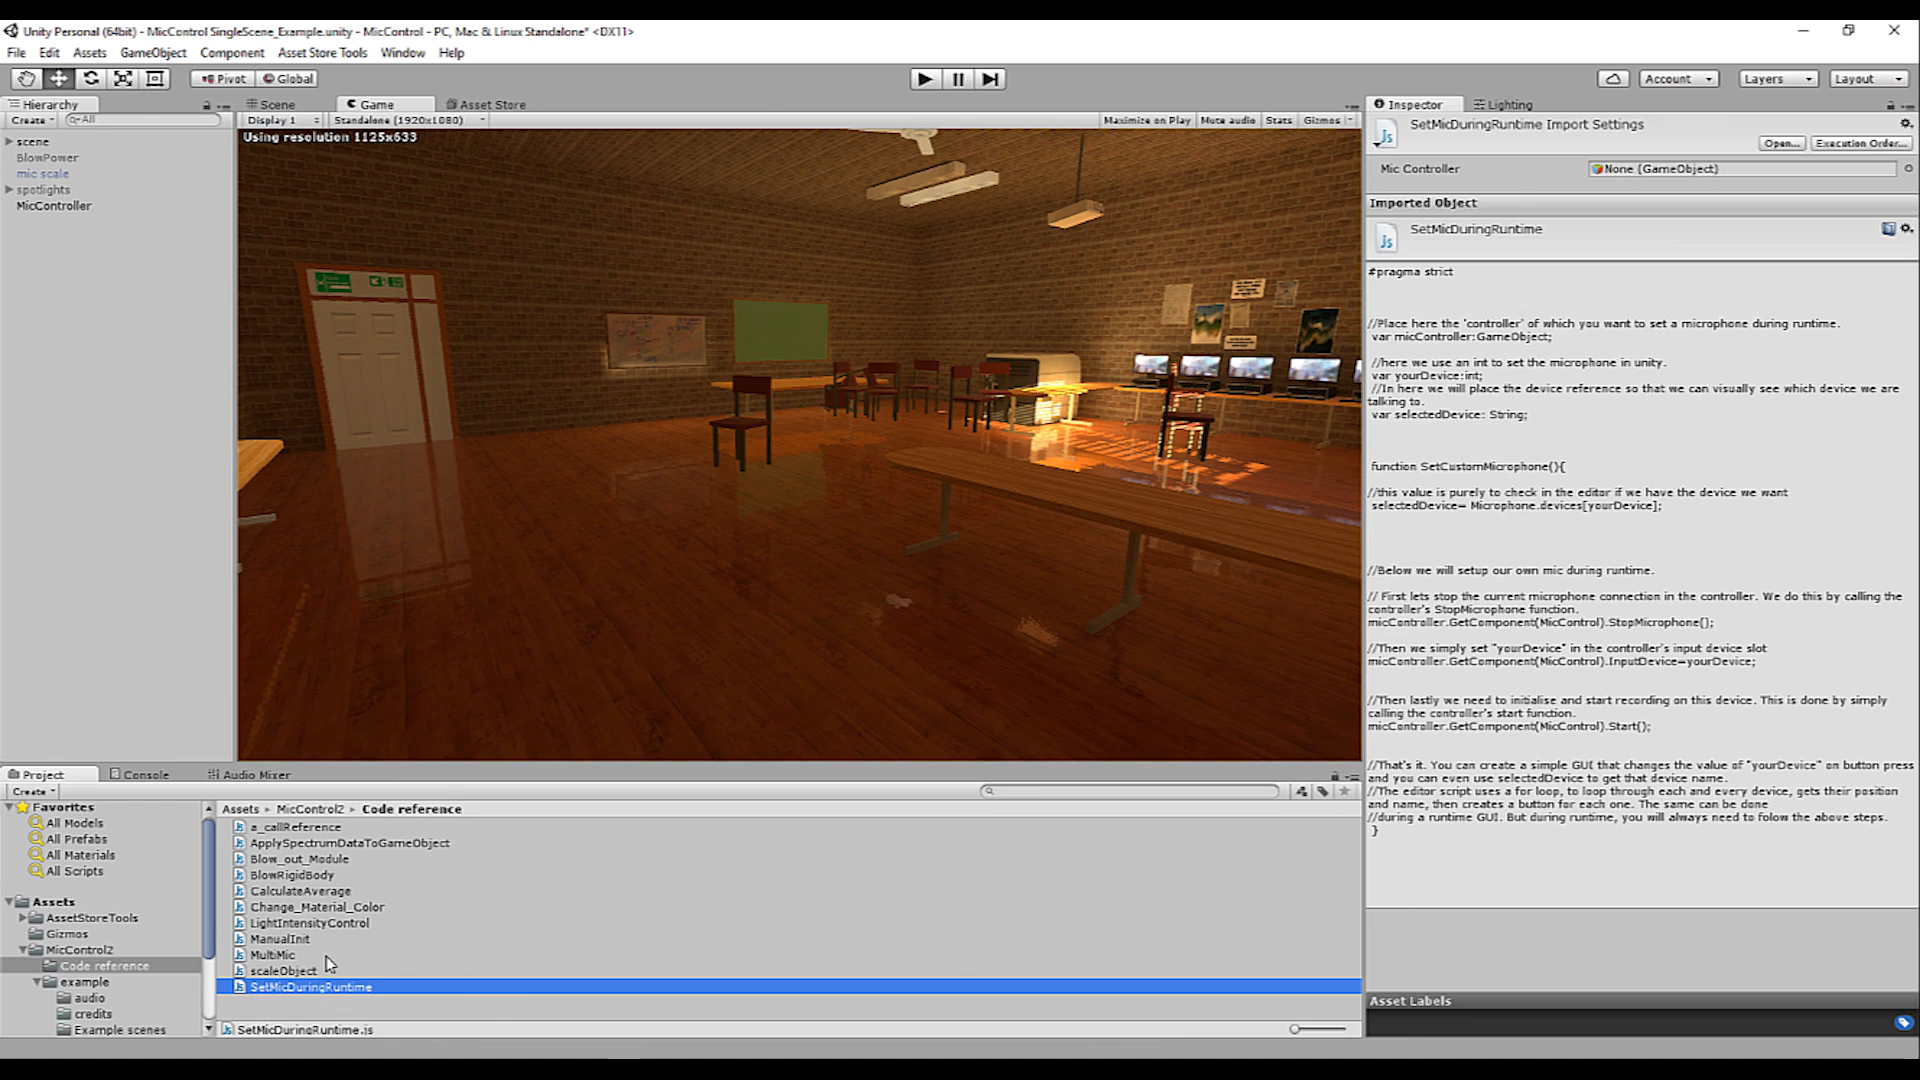 Unity Personal (64bit) - MicControl SingleScene_Example.unity - MicControl - PC, Mac & Linux Standalone* <DX11>
File Edit Assets GameObject Component Asset Store Tools Window Help
Pivot Global Account Layers Layout
Hierarchy Scene Game Asset Store Inspector Lighting
Create All Display 1 Standalone (1920x1080) Maximize on Play Mute audio Stats Gizmos
Using resolution 1125x633
scene
BlowPower
mic scale
spotlights
MicController
SetMicDuringRuntime Import Settings
Open... Execution Order...
Mic Controller None (GameObject)
Imported Object
SetMicDuringRuntime
#pragma strict
//Place here the 'controller' of which you want to set a microphone during runtime.
var micController:GameObject;
//here we use an int to set the microphone in unity.
var yourDevice:int;
//In here we will place the device reference so that we can visually see which device we are
talking to.
var selectedDevice: String;
function SetCustomMicrophone(){
//this value is purely to check in the editor if we have the device we want
selectedDevice= Microphone.devices[yourDevice];
//Below we will setup our own mic during runtime.
// First lets stop the current microphone connection in the controller. We do this by calling the
controller's StopMicrophone function.
micController.GetComponent(MicControl).StopMicrophone();
//Then we simply set "yourDevice" in the controller's input device slot
micController.GetComponent(MicControl).InputDevice=yourDevice;
//Then lastly we need to initialise and start recording on this device. This is done by simply
calling the controller's start function.
micController.GetComponent(MicControl).Start();
//That's it. You can create a simple GUI that changes the value of "yourDevice" on button press
and you can even use selectedDevice to get that device name.
//The editor script uses a for loop, to loop through each and every device, gets their position
and name, then creates a button for each one. The same can be done
//during a runtime GUI. But during runtime, you will always need to folow the above steps.
}
Asset Labels
Project Console Audio Mixer
Create
Favorites
All Models
All Prefabs
All Materials
All Scripts
Assets
AssetStoreTools
Gizmos
MicControl2
Code reference
example
audio
credits
Example scenes
Assets MicControl2 Code reference
a_callReference
ApplySpectrumDataToGameObject
Blow_out_Module
BlowRigidBody
CalculateAverage
Change_Material_Color
LightIntensityControl
ManualInit
MultiMic
scaleObject
SetMicDuringRuntime
SetMicDuringRuntime.js